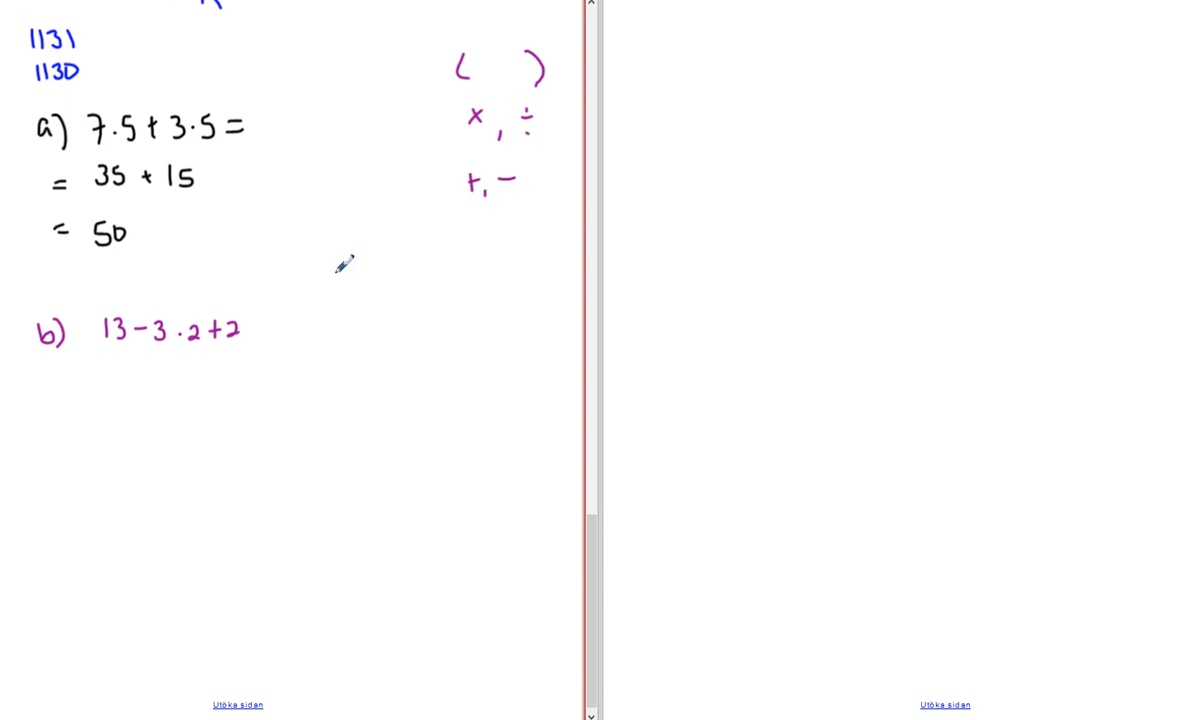 1131
1130
a) 7·5 + 3·5 =
= 35 + 15
= 50
b) 13 - 3·2 + 2
( )
×, ÷
+, -
Utöka sidan
Utöka sidan